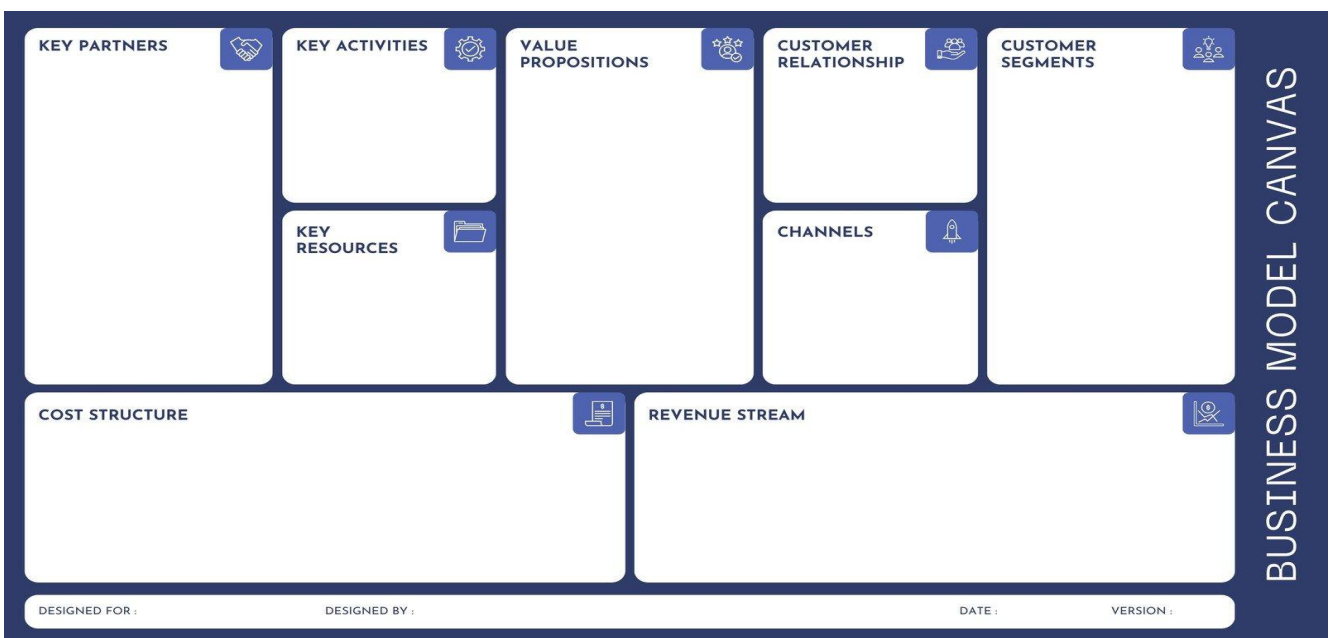 KEY PARTNERS
KEY ACTIVITIES
VALUE
PROPOSITIONS
CUSTOMER
RELATIONSHIP
CUSTOMER
SEGMENTS
KEY
RESOURCES
CHANNELS
COST STRUCTURE
$
REVENUE STREAM
DESIGNED FOR :
DESIGNED BY :
DATE :
VERSION :
BUSINESS MODEL CANVAS